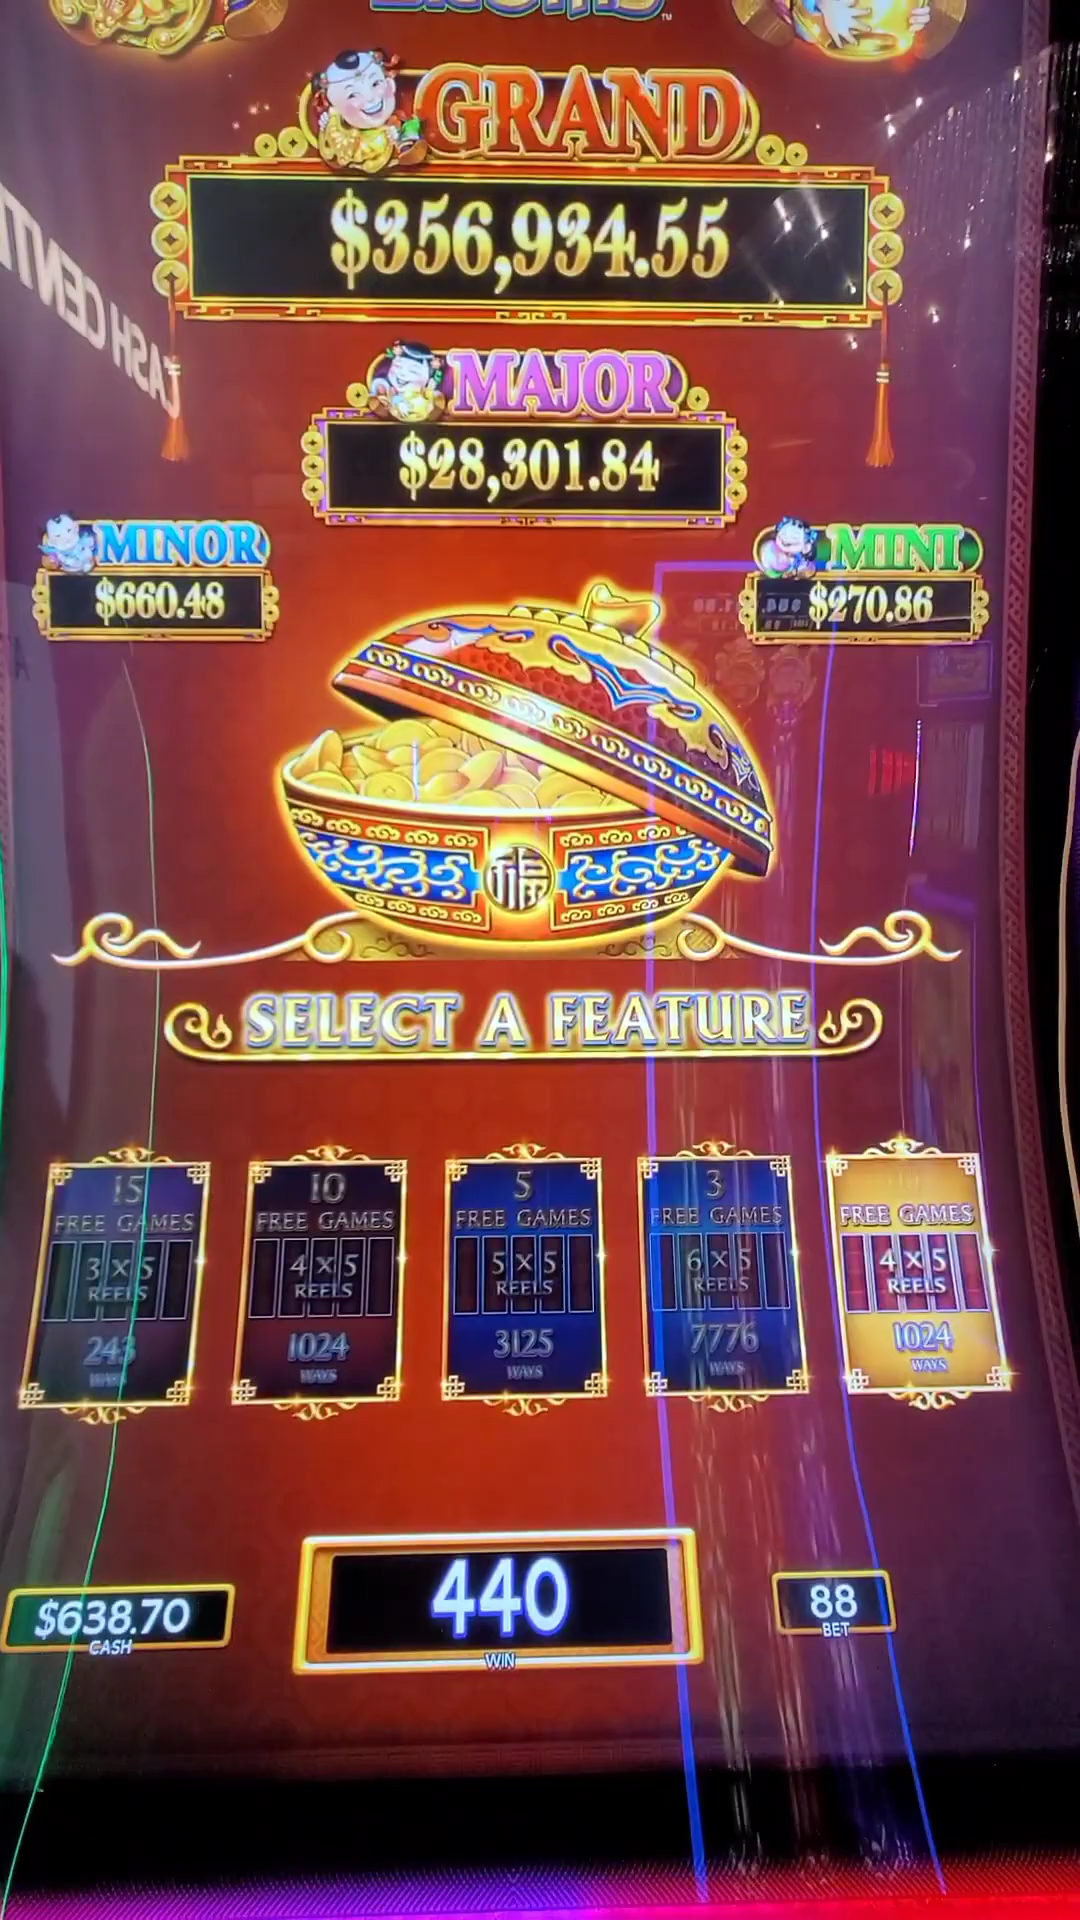 GRAND
$356,934.55
MAJOR
$28,301.84
MINOR
$660.48
MINI
$270.86
福
SELECT A FEATURE
15
FREE GAMES
3 X 5
REELS
243
WAYS
10
FREE GAMES
4 X 5
REELS
1024
WAYS
5
FREE GAMES
5 X 5
REELS
3125
WAYS
3
FREE GAMES
6 X 5
REELS
7776
WAYS
FREE GAMES
4 X 5
REELS
1024
WAYS
$638.70
CASH
440
WIN
88
BET
CASH CENTE